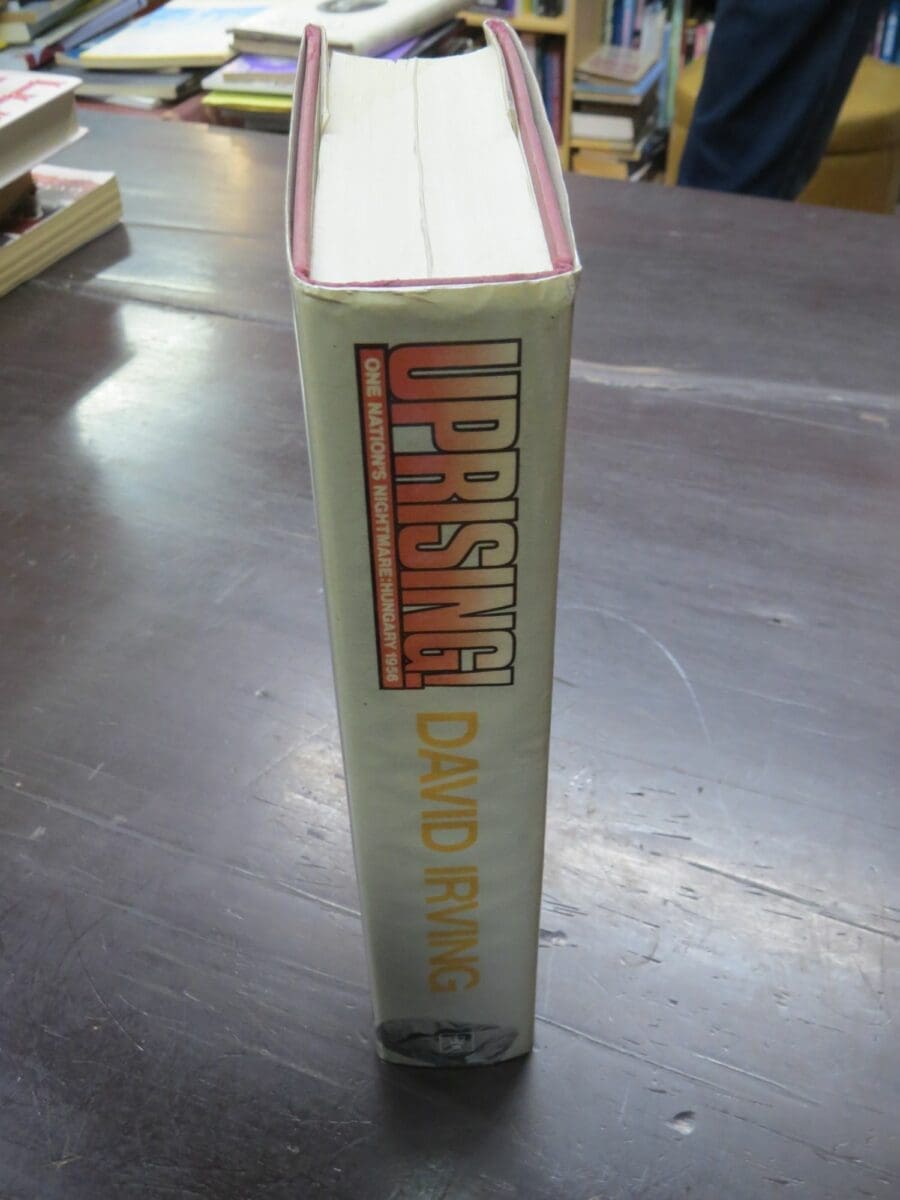 UPRISING!
ONE NATION'S NIGHTMARE:HUNGARY 1956
DAVID IRVING